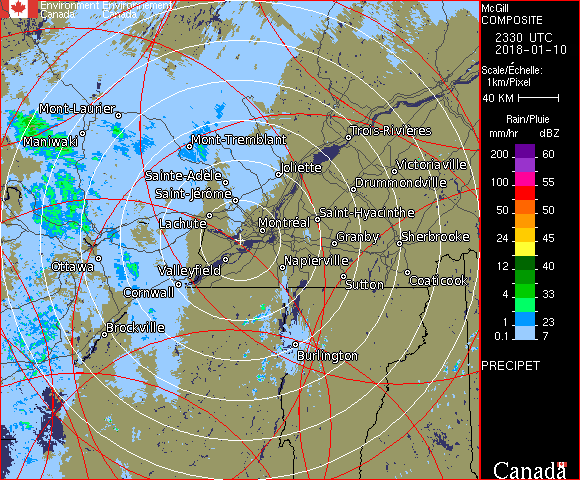 Environment Environnement
Canada Canada
McGill
COMPOSITE
2330 UTC
2018-01-10
Scale/Échelle:
1km/Pixel
40 KM
Rain/Pluie
mm/hr dBZ
200 60
100 55
50 50
24 45
12 40
4 33
1 23
0.1 7
PRECIPET
Mont-Laurier
Maniwaki
Mont-Tremblant
Trois-Rivières
Sainte-Adèle
Joliette
Victoriaville
Saint-Jérôme
Drummondville
Lachute
Montréal
Saint-Hyacinthe
Granby
Sherbrooke
Ottawa
Valleyfield
Napierville
Cornwall
Sutton
Coaticook
Brockville
Burlington
Canada